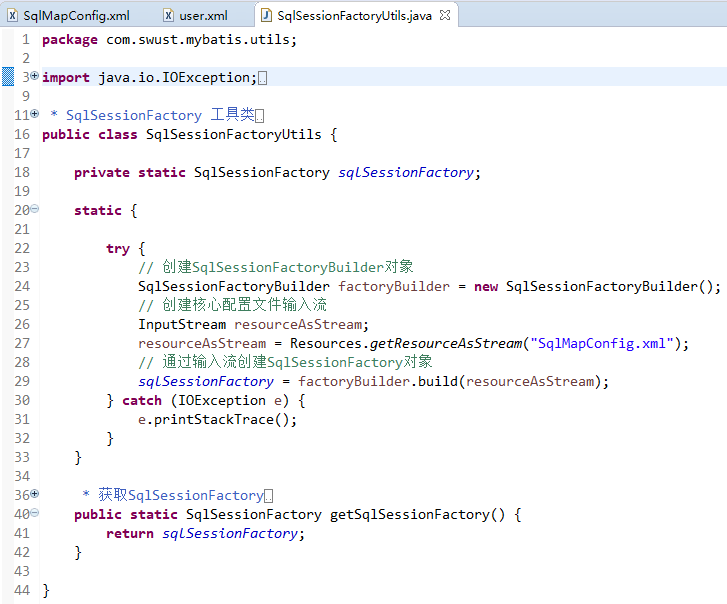 SqlMapConfig.xml user.xml SqlSessionFactoryUtils.java
1 package com.swust.mybatis.utils;
2
3 import java.io.IOException;
9
11 * SqlSessionFactory 工具类
16 public class SqlSessionFactoryUtils {
17
18 private static SqlSessionFactory sqlSessionFactory;
19
20 static {
21
22 try {
23 // 创建SqlSessionFactoryBuilder对象
24 SqlSessionFactoryBuilder factoryBuilder = new SqlSessionFactoryBuilder();
25 // 创建核心配置文件输入流
26 InputStream resourceAsStream;
27 resourceAsStream = Resources.getResourceAsStream("SqlMapConfig.xml");
28 // 通过输入流创建SqlSessionFactory对象
29 sqlSessionFactory = factoryBuilder.build(resourceAsStream);
30 } catch (IOException e) {
31 e.printStackTrace();
32 }
33 }
34
36 * 获取SqlSessionFactory
40 public static SqlSessionFactory getSqlSessionFactory() {
41 return sqlSessionFactory;
42 }
43
44 }